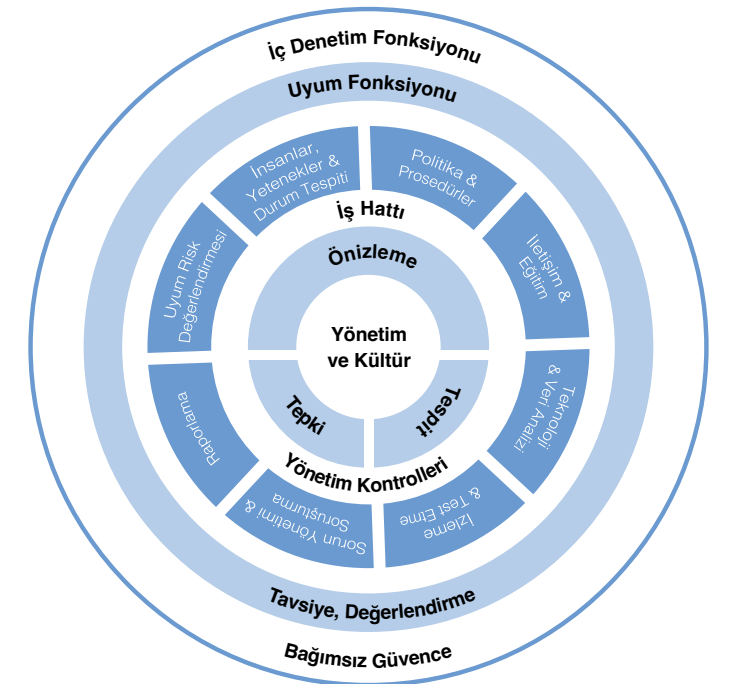 İç Denetim Fonksiyonu
Uyum Fonksiyonu
İnsanlar,
Yetenekler &
Durum Tespiti
Politika &
Prosedürler
İş Hattı
Uyum Risk
Değerlendirmesi
Önizleme
İletişim &
Eğitim
Yönetim
ve Kültür
Raporlama
Tepki
Tespit
Teknoloji
& Veri Analizi
Yönetim Kontrolleri
Sorun Yönetimi &
Soruşturma
İzleme
& Test Etme
Tavsiye, Değerlendirme
Bağımsız Güvence